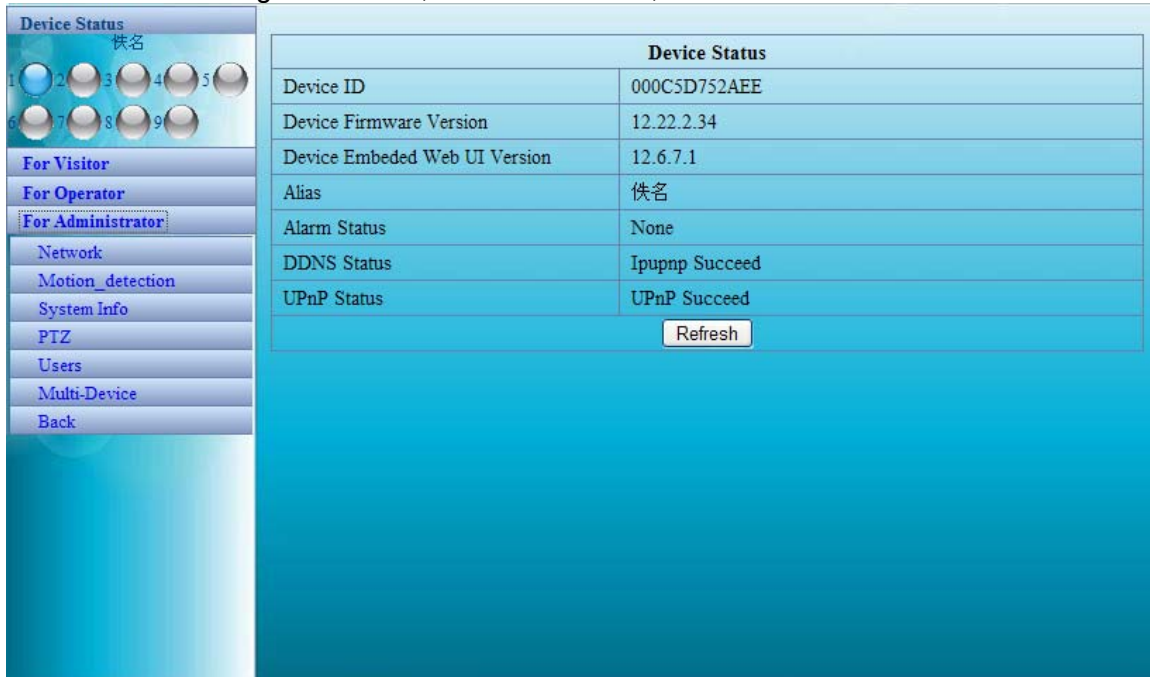 Device Status
佚名
1 2 3 4 5
6 7 8 9
For Visitor
For Operator
For Administrator
Network
Motion_detection
System Info
PTZ
Users
Multi-Device
Back
Device Status
Device ID 000C5D752AEE
Device Firmware Version 12.22.2.34
Device Embeded Web UI Version 12.6.7.1
Alias 佚名
Alarm Status None
DDNS Status Ipupnp Succeed
UPnP Status UPnP Succeed
Refresh